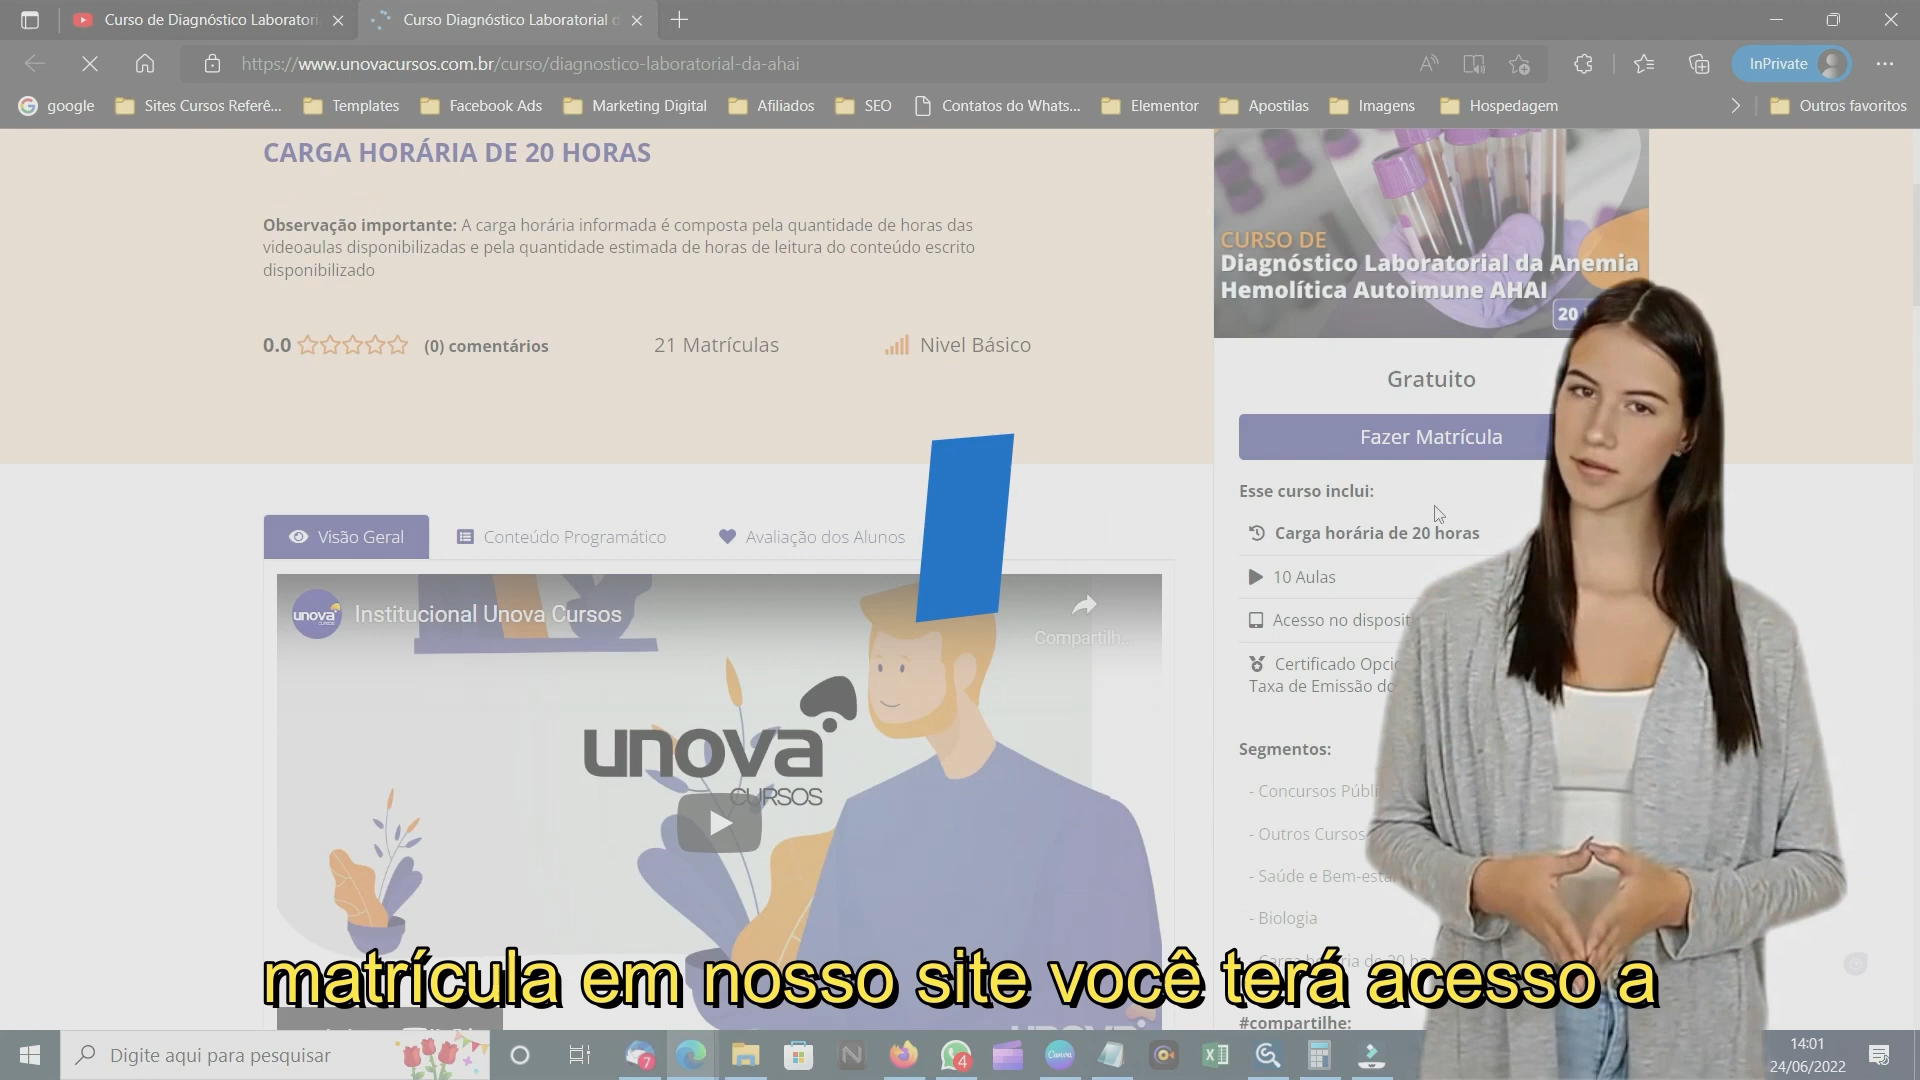 Curso de Diagnóstico Laboratori
Curso Diagnóstico Laboratorial d
https://www.unovacursos.com.br/curso/diagnostico-laboratorial-da-ahai
InPrivate
google
Sites Cursos Referê...
Templates
Facebook Ads
Marketing Digital
Afiliados
SEO
Contatos do Whats...
Elementor
Apostilas
Imagens
Hospedagem
Outros favoritos
CARGA HORÁRIA DE 20 HORAS
Observação importante: A carga horária informada é composta pela quantidade de horas das
videoaulas disponibilizadas e pela quantidade estimada de horas de leitura do conteúdo escrito
disponibilizado
0.0
(0) comentários
21 Matrículas
Nivel Básico
CURSO DE
Diagnóstico Laboratorial da Anemia
Hemolítica Autoimune AHAI
20
Gratuito
Fazer Matrícula
Esse curso inclui:
Carga horária de 20 horas
10 Aulas
Acesso no disposit
Certificado Opci
Taxa de Emissão do
Segmentos:
- Concursos Públi
- Outros Cursos
- Saúde e Bem-esta
- Biologia
#compartilhe:
Visão Geral
Conteúdo Programático
Avaliação dos Alunos
unova
CURSOS
Institucional Unova Cursos
Compartilh...
unova
CURSOS
matrícula em nosso site você terá acesso a
Digite aqui para pesquisar
7
4
Canva
14:01
24/06/2022